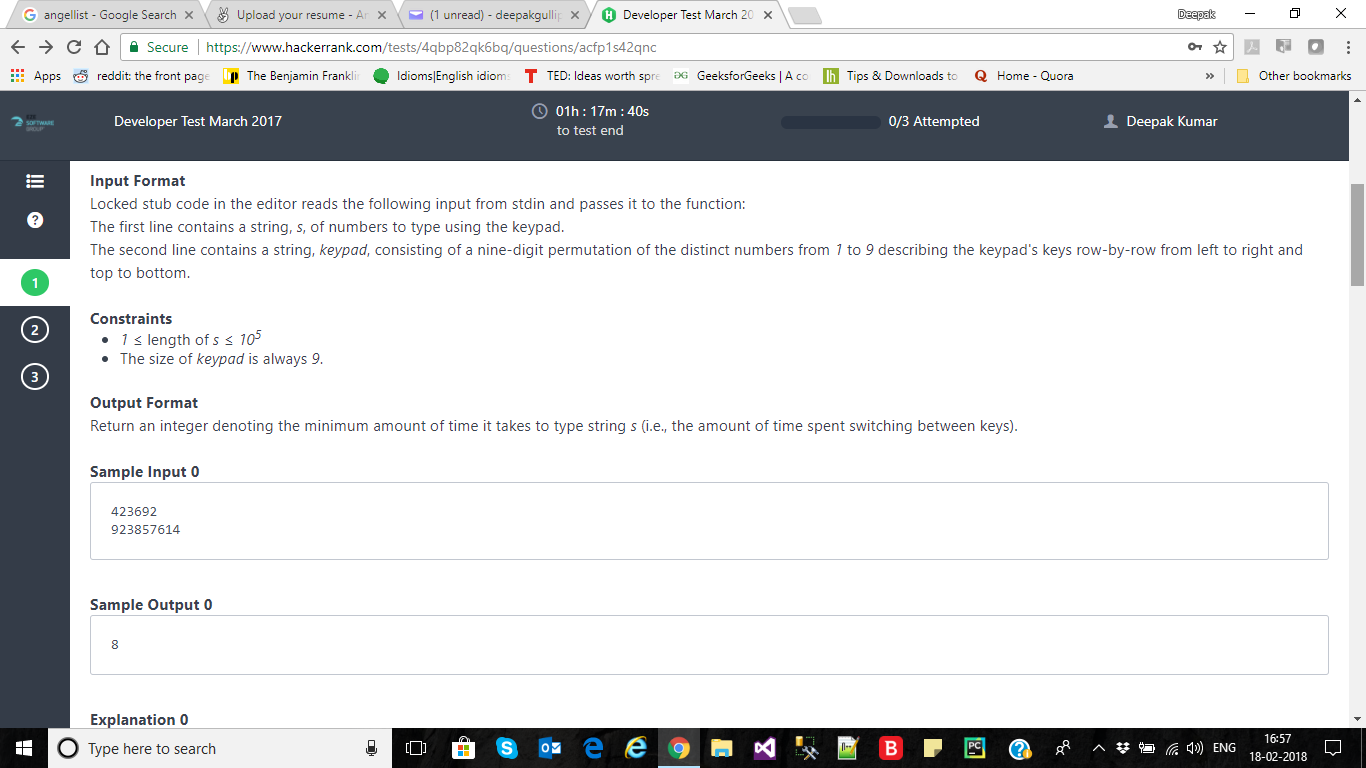 angellist - Google Search
Upload your resume - A
(1 unread) - deepakgullip
Developer Test March 20
Deepak
Secure
https://www.hackerrank.com/tests/4qbp82qk6bq/questions/acfp1s42qnc
Apps
reddit: the front page
The Benjamin Frankli
Idioms|English idiom
TED: Ideas worth spre
GeeksforGeeks | A co
Tips & Downloads to
Home - Quora
»
Other bookmarks
SOFTWARE
GROUP
Developer Test March 2017
01h : 17m : 40s
to test end
0/3 Attempted
Deepak Kumar
1
2
3
Input Format
Locked stub code in the editor reads the following input from stdin and passes it to the function:
The first line contains a string, s, of numbers to type using the keypad.
The second line contains a string, keypad, consisting of a nine-digit permutation of the distinct numbers from 1 to 9 describing the keypad's keys row-by-row from left to right and
top to bottom.
Constraints
• 1 ≤ length of s ≤ 10⁵
• The size of keypad is always 9.
Output Format
Return an integer denoting the minimum amount of time it takes to type string s (i.e., the amount of time spent switching between keys).
Sample Input 0
423692
923857614
Sample Output 0
8
Explanation 0
Type here to search
ENG
16:57
18-02-2018